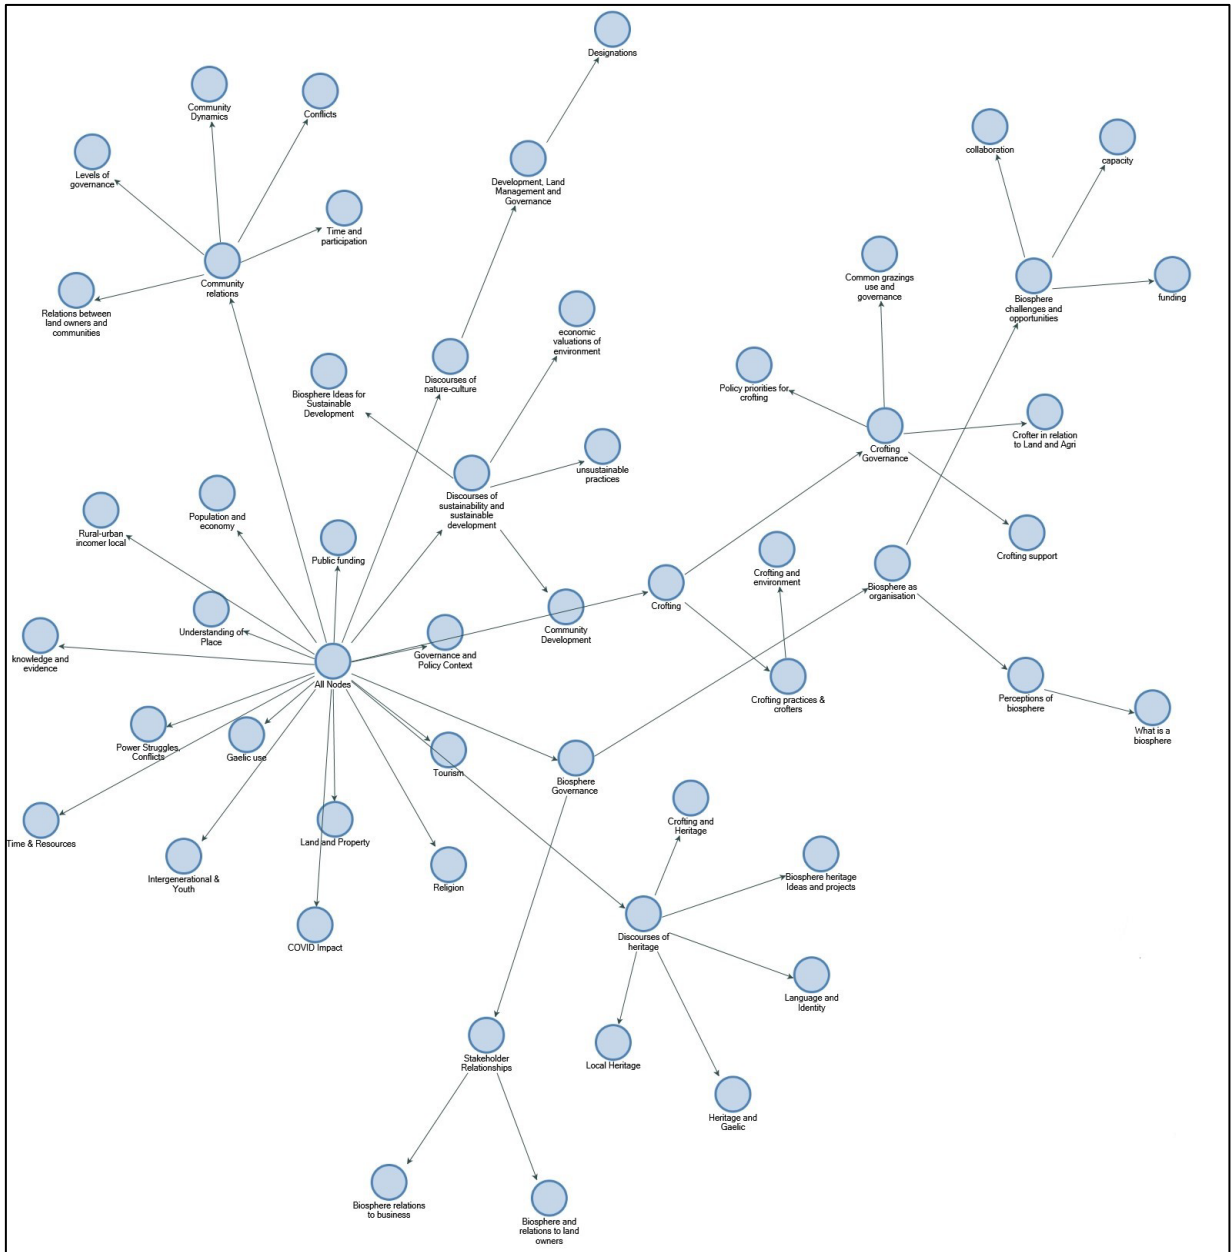 Designations
Community
Dynamics
Conflicts
Levels of
governance
collaboration
capacity
Development, Land
Management and
Governance
Time and
participation
Community
relations
Relations between
land owners and
communities
Common grazings
use and
governance
Biosphere
challenges and
opportunities
funding
economic
valuations of
environment
Discourses of
nature-culture
Biosphere Ideas for
Sustainable
Development
Policy priorities for
crofting
Crofter in relation
to Land and Agri
Crofting
Governance
unsustainable
practices
Discourses of
sustainability and
sustainable
development
Population and
economy
Rural-urban
incomer local
Public funding
Crofting support
Crofting and
environment
Biosphere as
organisation
Crofting
Community
Development
Understanding of
Place
Governance and
Policy Context
knowledge and
evidence
All Nodes
Crofting practices &
crofters
Perceptions of
biosphere
What is a
biosphere
Power Struggles,
Conflicts
Gaelic use
Tourism
Biosphere
Governance
Time & Resources
Land and Property
Crofting and
Heritage
Intergenerational &
Youth
Religion
Biosphere heritage
Ideas and projects
COVID Impact
Discourses of
heritage
Language and
Identity
Stakeholder
Relationships
Local Heritage
Heritage and
Gaelic
Biosphere relations
to business
Biosphere and
relations to land
owners